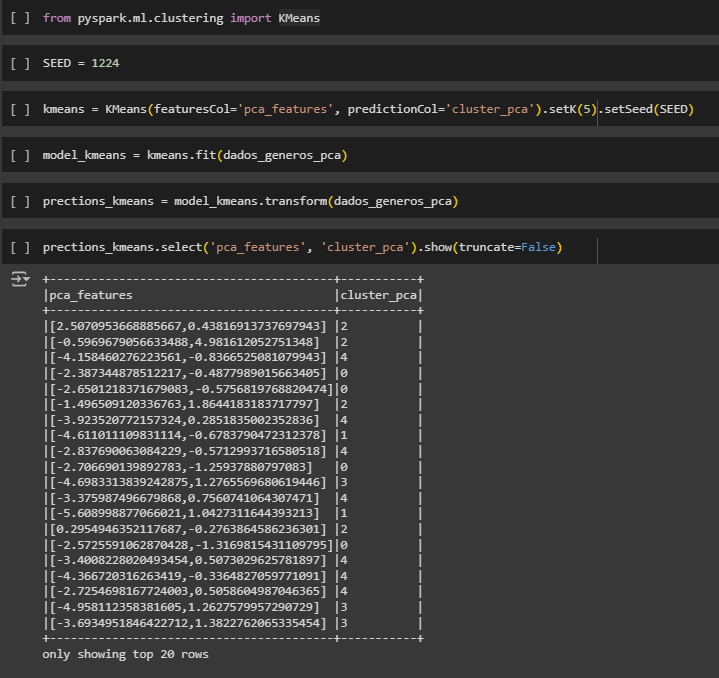 [ ] from pyspark.ml.clustering import KMeans
[ ] SEED = 1224
[ ] kmeans = KMeans(featuresCol='pca_features', predictionCol='cluster_pca').setK(5).setSeed(SEED)
[ ] model_kmeans = kmeans.fit(dados_generos_pca)
[ ] prections_kmeans = model_kmeans.transform(dados_generos_pca)
[ ] prections_kmeans.select('pca_features', 'cluster_pca').show(truncate=False)
+-----------------------------------------+-----------+
|pca_features                             |cluster_pca|
+-----------------------------------------+-----------+
|[2.5070953668885667,0.43816913737697943] |2          |
|[-0.5969679056633488,4.981612052751348]  |2          |
|[-4.158460276223561,-0.8366525081079943] |4          |
|[-2.387344878512217,-0.4877989015663405] |0          |
|[-2.6501218371679083,-0.5756819768820474]|0          |
|[-1.496509120336763,1.8644183183717797]  |2          |
|[-3.923520772157324,0.2851835002352836]  |4          |
|[-4.611011109831114,-0.6783790472312378] |1          |
|[-2.837690063084229,-0.5712993716580518] |4          |
|[-2.706690139892783,-1.25937880797083]   |0          |
|[-4.6983313839242875,1.2765569680619446] |3          |
|[-3.375987496679868,0.7560741064307471]  |4          |
|[-5.608998877066021,1.0427311644393213]  |1          |
|[0.2954946352117687,-0.2763864586236301] |2          |
|[-2.5725591062870428,-1.3169815431109795]|0          |
|[-3.4008228020493454,0.5073029625781897] |4          |
|[-4.366720316263419,-0.3364827059771091] |4          |
|[-2.7254698167724003,0.5058604987046365] |4          |
|[-4.958112358381605,1.2627579957290729]  |3          |
|[-3.6934951846422712,1.3822762065335454] |3          |
+-----------------------------------------+-----------+
only showing top 20 rows